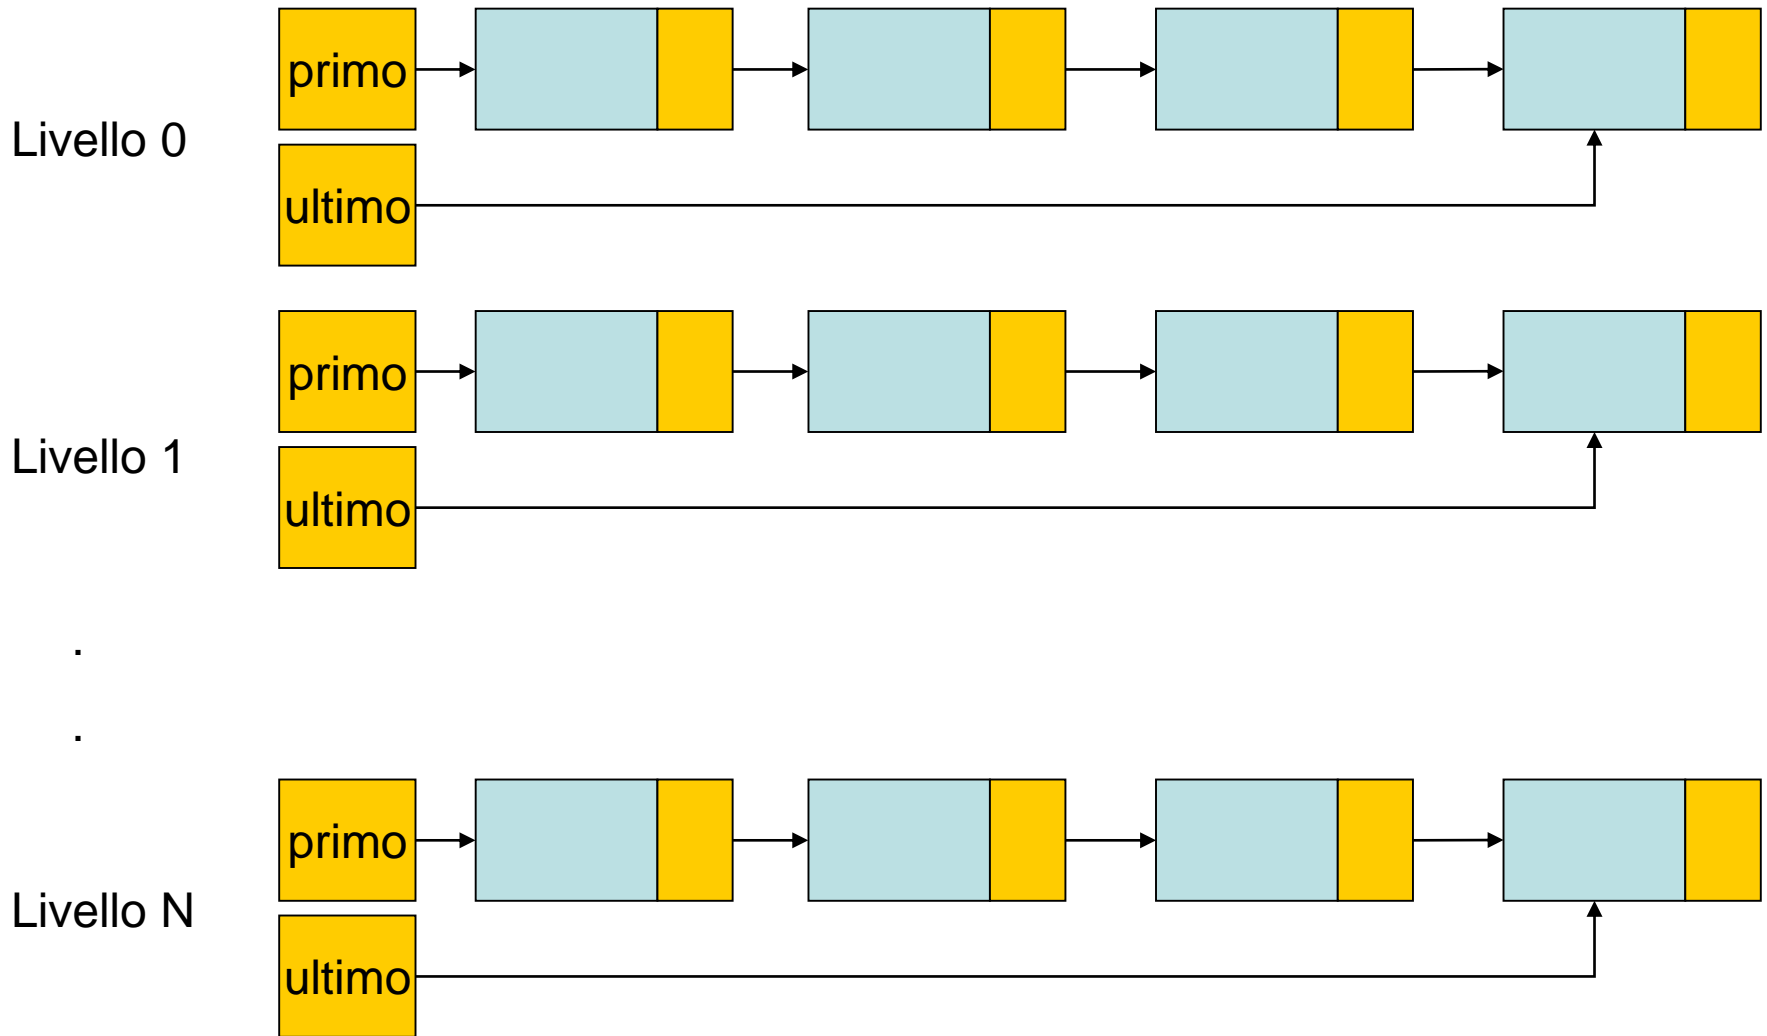 primo
Livello 0
ultimo
primo
Livello 1
ultimo
.
.
primo
Livello N
ultimo